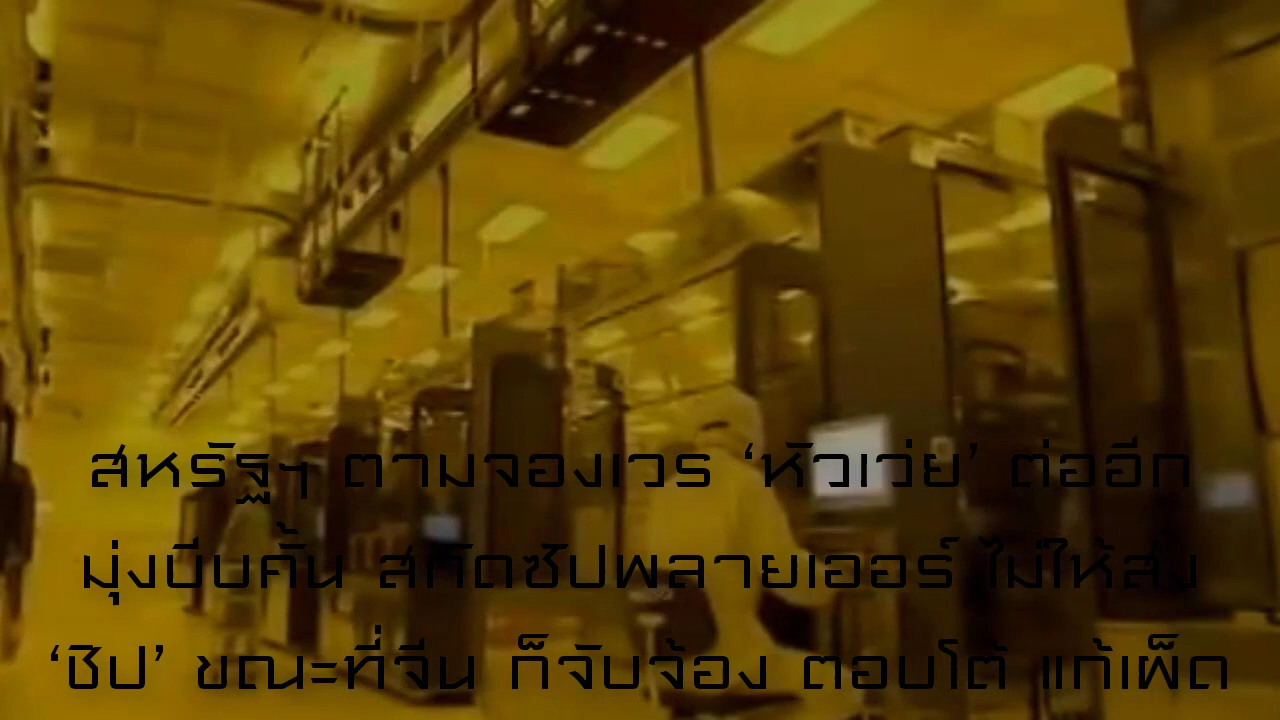 สหรัฐฯ ตามจองเวร ‘หัวเว่ย’ ต่ออีก
มุ่งบีบคั้น สกัดซัปพลายเออร์ ไม่ให้ส่ง
‘ชิป’ ขณะที่จีน ก็จับจ้อง ตอบโต้ แก้เผ็ด